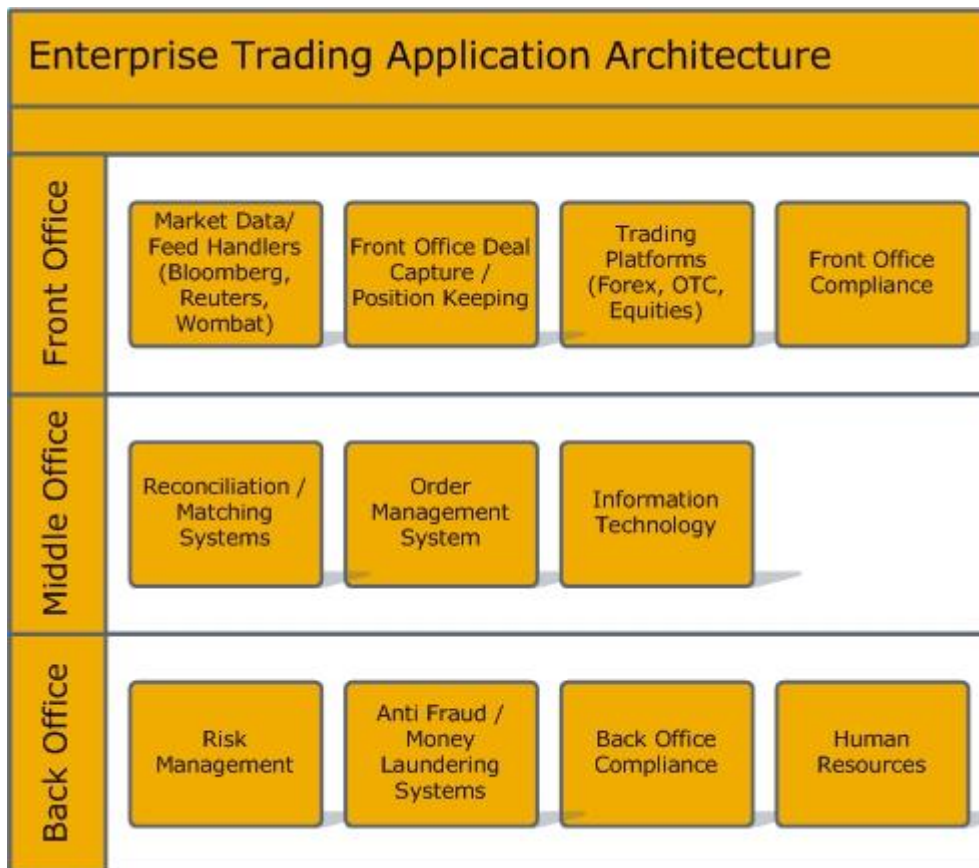 Enterprise Trading Application Architecture
Front Office
Market Data/
Feed Handlers
(Bloomberg,
Reuters,
Wombat)
Front Office Deal
Capture /
Position Keeping
Trading
Platforms
(Forex, OTC,
Equities)
Front Office
Compliance
Middle Office
Reconciliation /
Matching
Systems
Order
Management
System
Information
Technology
Back Office
Risk
Management
Anti Fraud /
Money
Laundering
Systems
Back Office
Compliance
Human
Resources